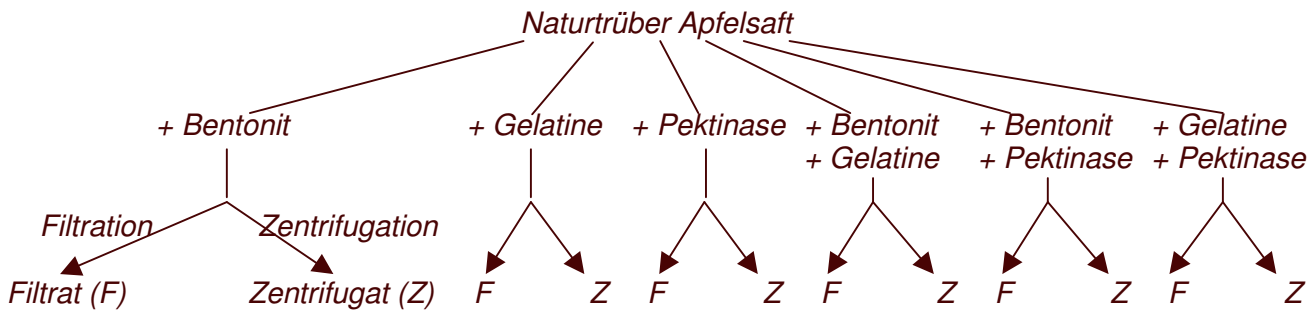 Naturtrüber Apfelsaft
+ Bentonit + Gelatine + Pektinase + Bentonit + Bentonit + Gelatine
+ Gelatine + Pektinase + Pektinase
Filtration Zentrifugation
Filtrat (F) Zentrifugat (Z) F Z F Z F Z F Z F Z